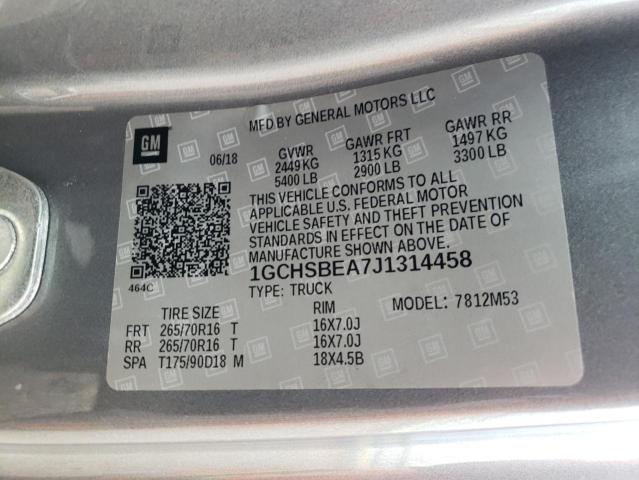 MFD BY GENERAL MOTORS LLC
GM
06/18
GVWR GAWR FRT GAWR RR
2449 KG 1315 KG 1497 KG
5400 LB 2900 LB 3300 LB
THIS VEHICLE CONFORMS TO ALL
APPLICABLE U.S. FEDERAL MOTOR
VEHICLE SAFETY AND THEFT PREVENTION
STANDARDS IN EFFECT ON THE DATE OF
MANUFACTURE SHOWN ABOVE.
1GCHSBEA7J1314458
464C
TYPE: TRUCK MODEL: 7812M53
TIRE SIZE RIM
FRT 265/70R16 T 16X7.0J
RR 265/70R16 T 16X7.0J
SPA T175/90D18 M 18X4.5B